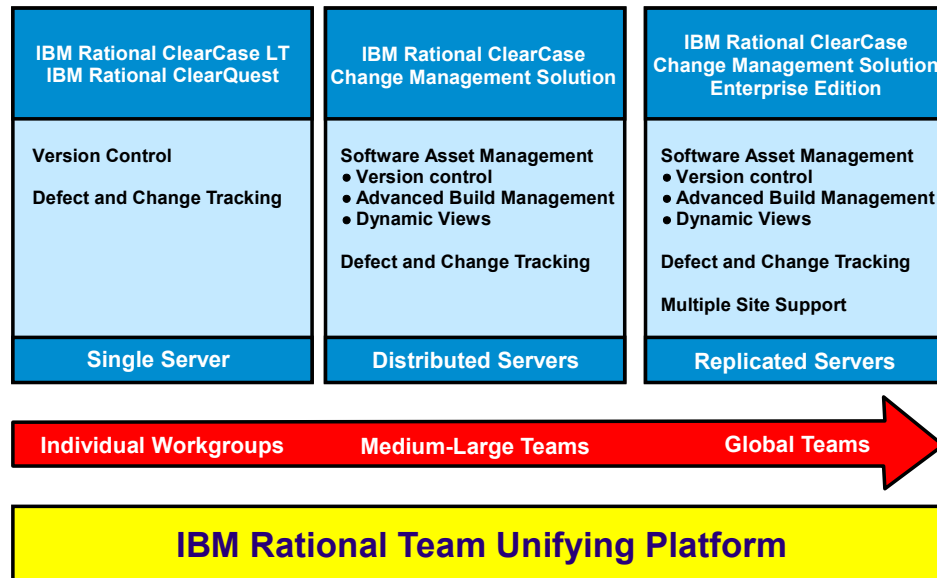 IBM Rational ClearCase LT
IBM Rational ClearQuest
Version Control
Defect and Change Tracking
Single Server
IBM Rational ClearCase
Change Management Solution
Software Asset Management
● Version control
● Advanced Build Management
● Dynamic Views
Defect and Change Tracking
Distributed Servers
IBM Rational ClearCase
Change Management Solution
Enterprise Edition
Software Asset Management
● Version control
● Advanced Build Management
● Dynamic Views
Defect and Change Tracking
Multiple Site Support
Replicated Servers
Individual Workgroups
Medium-Large Teams
Global Teams
IBM Rational Team Unifying Platform